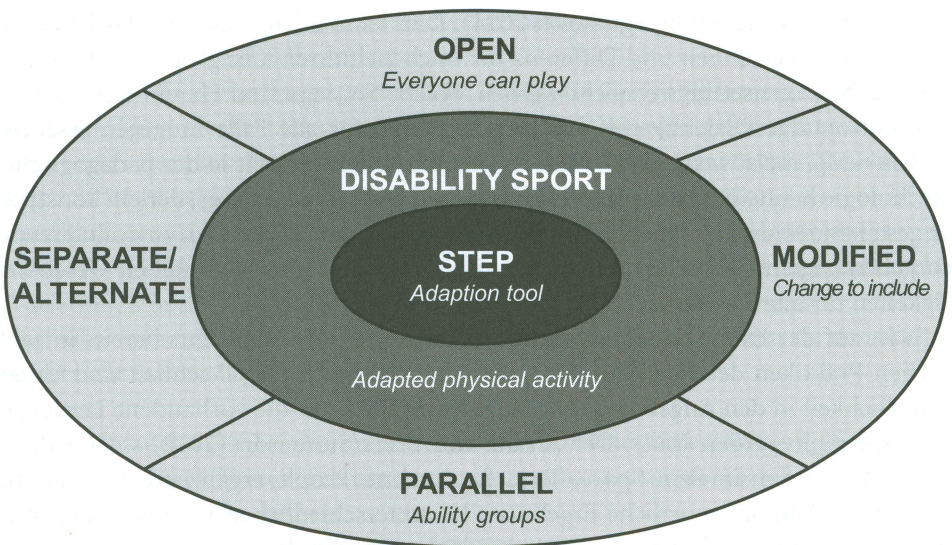 OPEN
Everyone can play
DISABILITY SPORT
STEP
Adaption tool
SEPARATE/
ALTERNATE
MODIFIED
Change to include
Adapted physical activity
PARALLEL
Ability groups